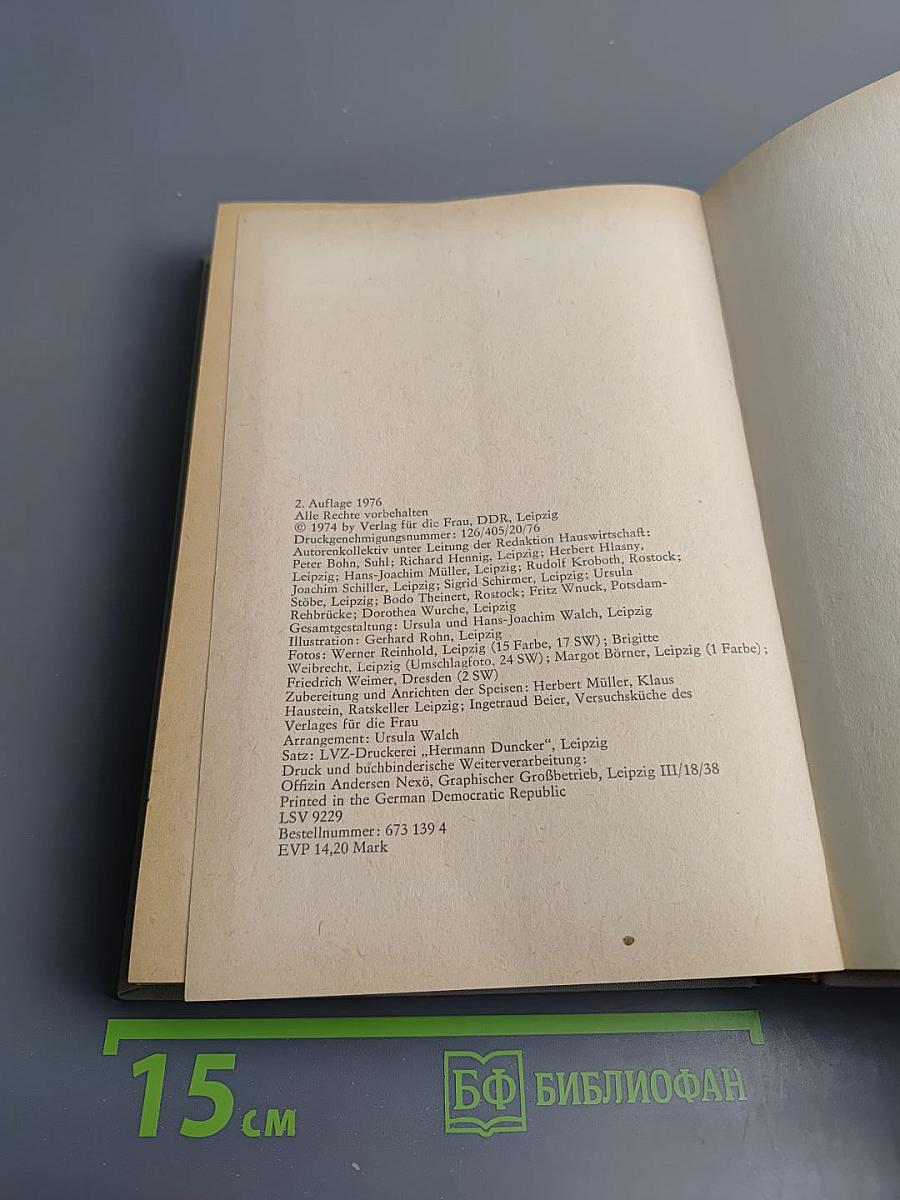 2. Auflage 1976
Alle Rechte vorbehalten
© 1974 by Verlag für die Frau, DDR, Leipzig
Druckgenehmigungsnummer: 126/405/20/76
Autorenkollektiv unter Leitung der Redaktion Hauswirtschaft:
Peter Bohn, Suhl; Richard Hennig, Leipzig; Herbert Hlasny,
Leipzig; Hans-Joachim Müller, Leipzig; Rudolf Kroboth, Rostock;
Joachim Schiller, Leipzig; Sigrid Schirmer, Leipzig; Ursula
Stöbe, Leipzig; Bodo Theinert, Rostock; Fritz Wnuck, Potsdam-
Rehbrücke; Dorothea Wurche, Leipzig
Gesamtgestaltung: Ursula und Hans-Joachim Walch, Leipzig
Illustration: Gerhard Rohn, Leipzig
Fotos: Werner Reinhold, Leipzig (15 Farbe, 17 SW); Brigitte
Weibrecht, Leipzig (Umschlagfoto, 24 SW); Margot Börner, Leipzig (1 Farbe);
Friedrich Weimer, Dresden (2 SW)
Zubereitung und Anrichten der Speisen: Herbert Müller, Klaus
Haustein, Ratskeller Leipzig; Ingetraud Beier, Versuchsküche des
Verlages für die Frau
Arrangement: Ursula Walch
Satz: LVZ-Druckerei „Hermann Duncker", Leipzig
Druck und buchbinderische Weiterverarbeitung:
Offizin Andersen Nexö, Graphischer Großbetrieb, Leipzig III/18/38
Printed in the German Democratic Republic
LSV 9229
Bestellnummer: 673 139 4
EVP 14,20 Mark
15 см
БФ БИБЛИОФАН